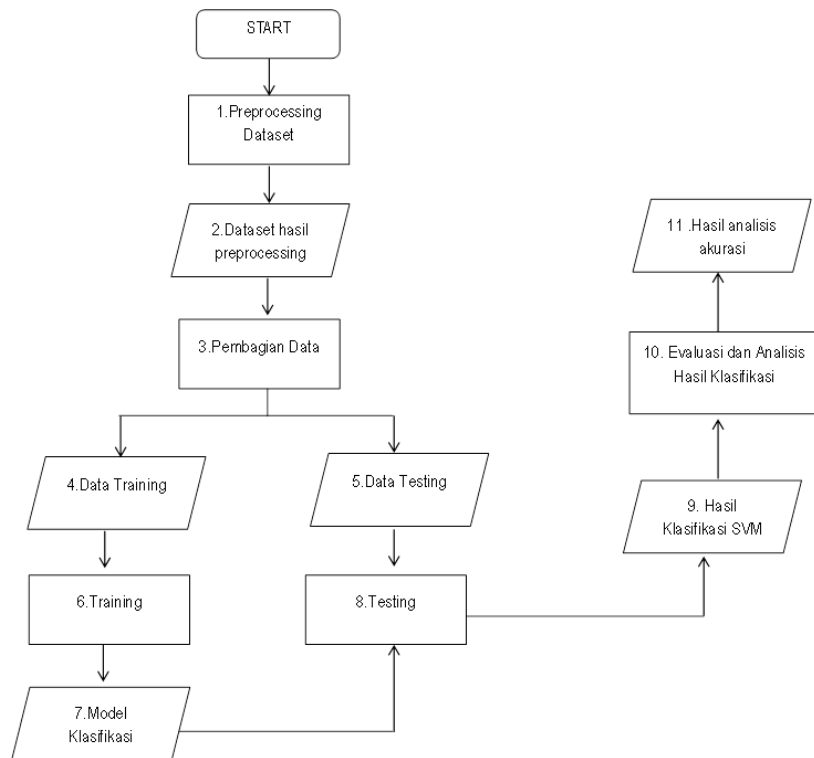 START
1.Preprocessing
Dataset
2.Dataset hasil
preprocessing
3.Pembagian Data
4.Data Training
5.Data Testing
6.Training
8.Testing
7.Model
Klasifikasi
9. Hasil
Klasifikasi SVM
10. Evaluasi dan Analisis
Hasil Klasifikasi
11 .Hasil analisis
akurasi